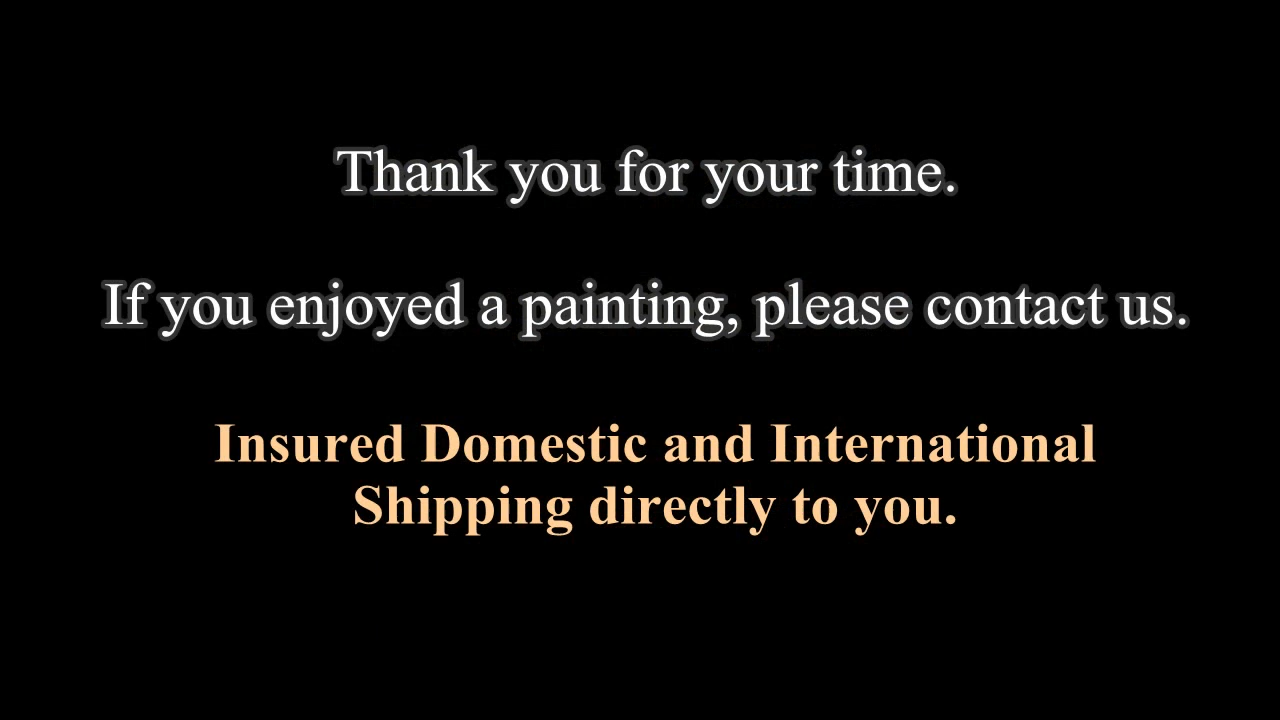 Thank you for your time.
If you enjoyed a painting, please contact us.
Insured Domestic and International
Shipping directly to you.